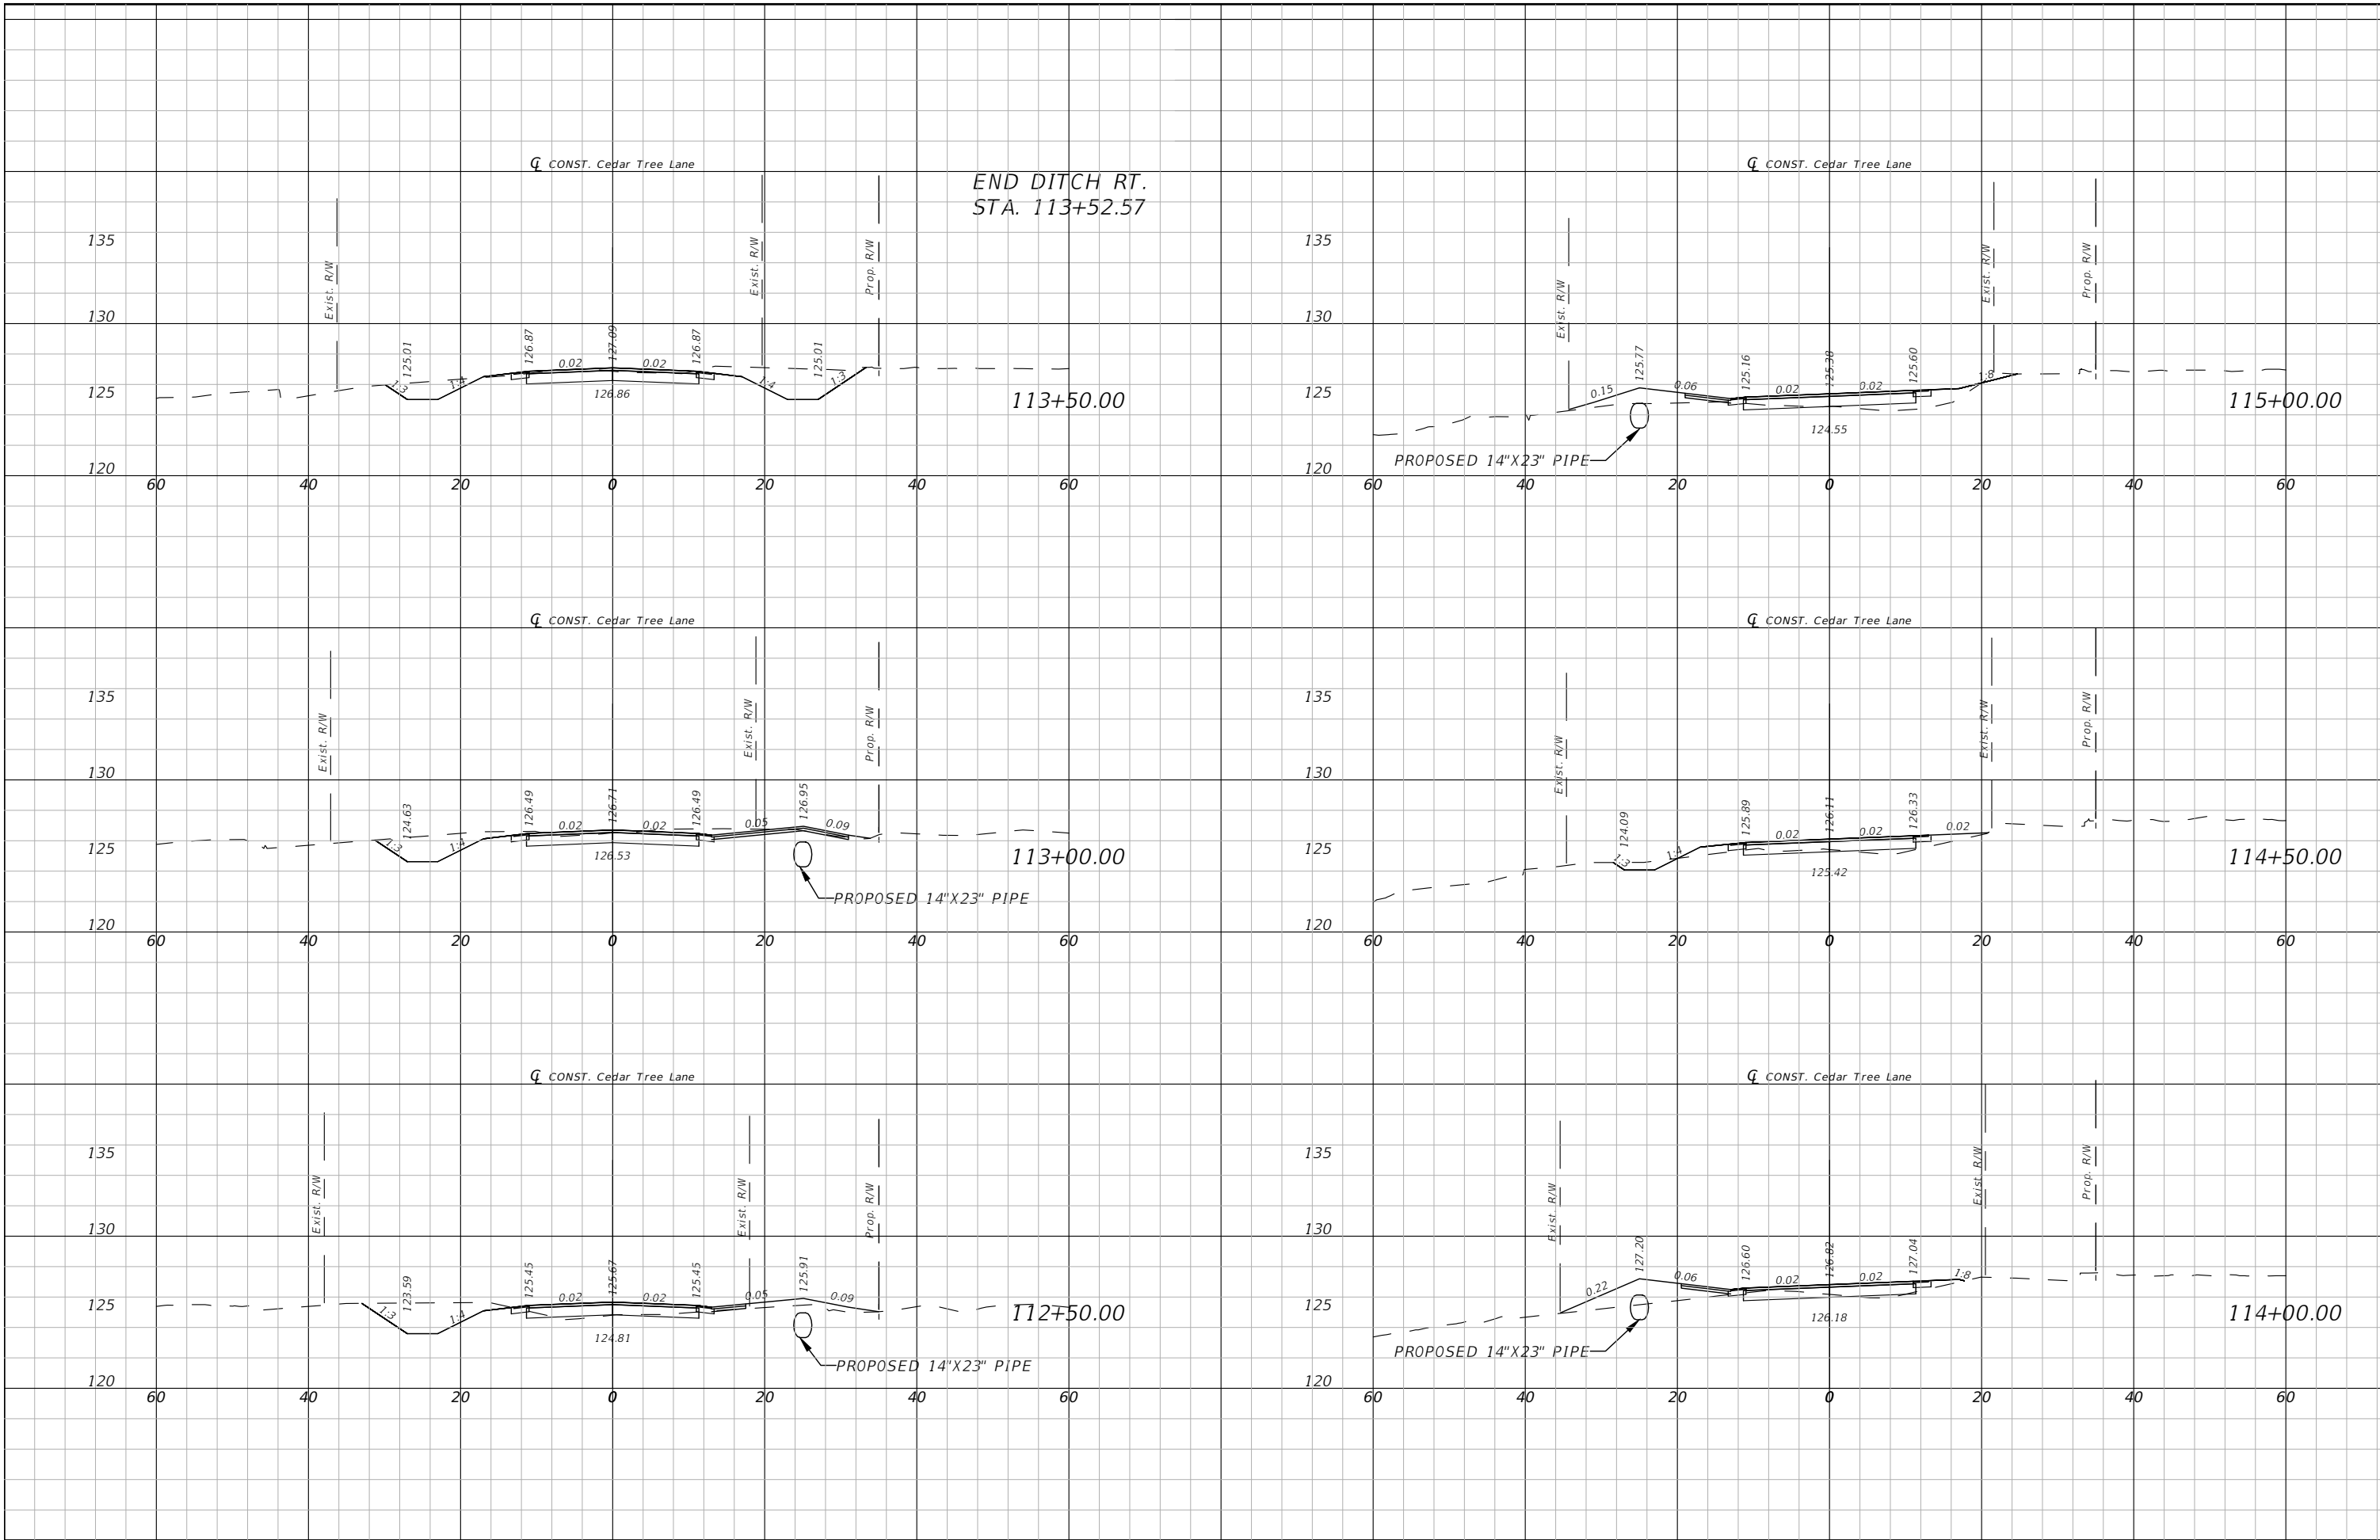 ℄ CONST. Cedar Tree Lane
END DITCH RT.
STA. 113+52.57
Exist. R/W
Exist. R/W
Prop. R/W
135
130
125
120
125.01
126.87
127.09
126.87
125.01
1:3
1:4
0.02
0.02
1:4
1:3
126.86
113+50.00
60 40 20 0 20 40 60
℄ CONST. Cedar Tree Lane
Exist. R/W
Exist. R/W
Prop. R/W
135
130
125
120
125.77
125.16
125.38
125.60
0.15
0.06
0.02
0.02
1:8
124.55
115+00.00
PROPOSED 14"X23" PIPE
60 40 20 0 20 40 60
℄ CONST. Cedar Tree Lane
Exist. R/W
Exist. R/W
Prop. R/W
135
130
125
120
124.63
126.49
126.71
126.49
126.95
1:3
1:4
0.02
0.02
0.05
0.09
126.53
113+00.00
PROPOSED 14"X23" PIPE
60 40 20 0 20 40 60
℄ CONST. Cedar Tree Lane
Exist. R/W
Exist. R/W
Prop. R/W
135
130
125
120
124.09
125.89
126.11
126.33
1:3
1:4
0.02
0.02
0.02
125.42
114+50.00
60 40 20 0 20 40 60
℄ CONST. Cedar Tree Lane
Exist. R/W
Exist. R/W
Prop. R/W
135
130
125
120
123.59
125.45
125.67
125.45
125.91
1:3
1:4
0.02
0.02
0.05
0.09
124.81
112+50.00
PROPOSED 14"X23" PIPE
60 40 20 0 20 40 60
℄ CONST. Cedar Tree Lane
Exist. R/W
Exist. R/W
Prop. R/W
135
130
125
120
127.20
126.60
126.82
127.04
0.22
0.06
0.02
0.02
1:8
126.18
114+00.00
PROPOSED 14"X23" PIPE
60 40 20 0 20 40 60